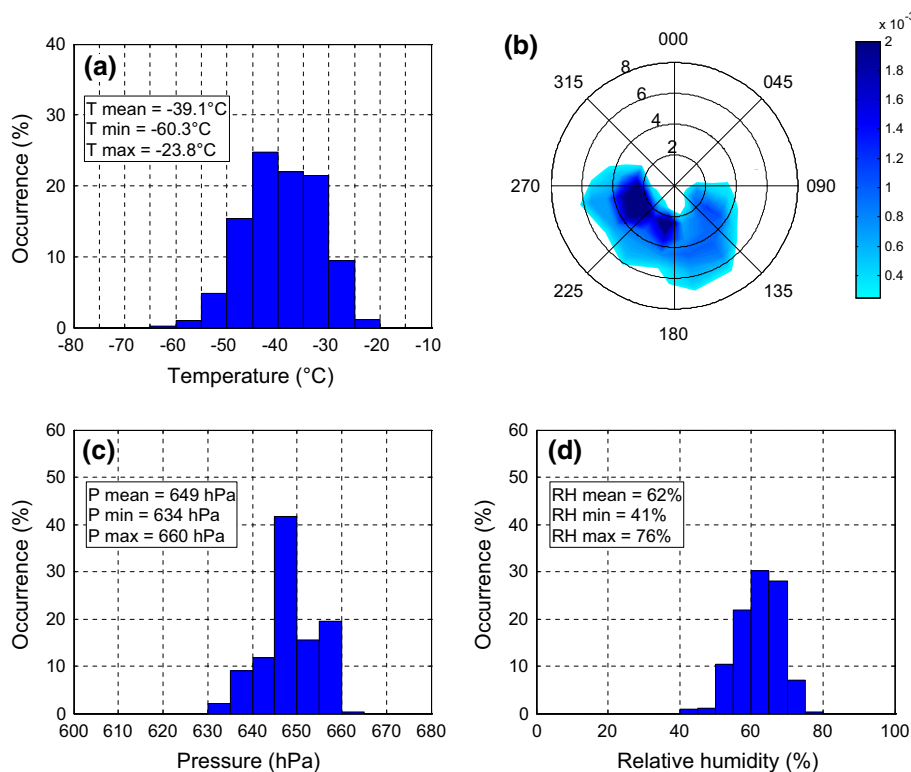 (a)
40
30
20
10
0
Occurrence (%)
T mean = -39.1°C
T min = -60.3°C
T max = -23.8°C
-80 -70 -60 -50 -40 -30 -20 -10
Temperature (°C)
(b)
000
045
090
135
180
225
270
315
8
6
4
2
x 10⁻³
2
1.8
1.6
1.4
1.2
1
0.8
0.6
0.4
(c)
60
50
40
30
20
10
0
Occurrence (%)
P mean = 649 hPa
P min = 634 hPa
P max = 660 hPa
600 610 620 630 640 650 660 670 680
Pressure (hPa)
(d)
60
50
40
30
20
10
0
Occurrence (%)
RH mean = 62%
RH min = 41%
RH max = 76%
0 20 40 60 80 100
Relative humidity (%)